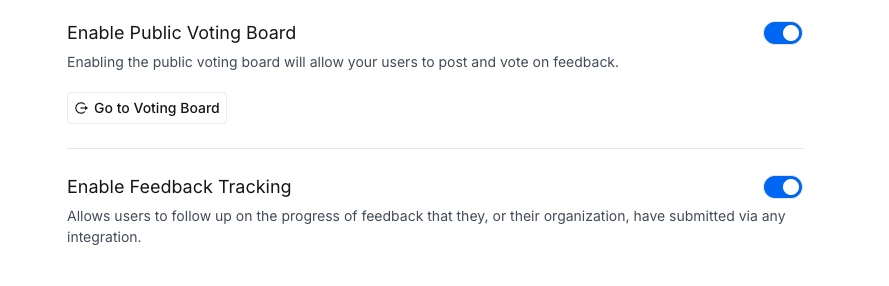 Enable Public Voting Board
Enabling the public voting board will allow your users to post and vote on feedback.
Go to Voting Board
Enable Feedback Tracking
Allows users to follow up on the progress of feedback that they, or their organization, have submitted via any
integration.